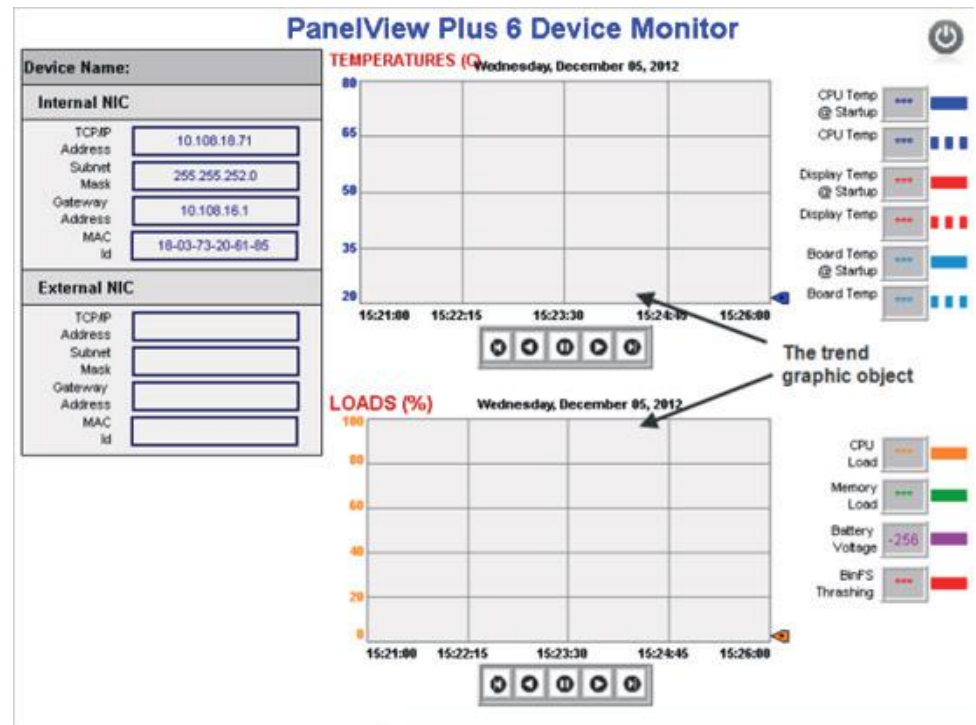 PanelView Plus 6 Device Monitor
Device Name:
Internal NIC
TCP/IP
Address
10.108.18.71
Subnet
Mask
255.255.252.0
Gateway
Address
10.108.16.1
MAC
Id
18-03-73-20-61-85
External NIC
TCP/IP
Address
Subnet
Mask
Gateway
Address
MAC
Id
TEMPERATURES (C)
Wednesday, December 05, 2012
80
65
50
35
20
15:21:00 15:22:15 15:23:30 15:24:45 15:26:00
CPU Temp
@ Startup
***
CPU Temp
***
Display Temp
@ Startup
***
Display Temp
***
Board Temp
@ Startup
***
Board Temp
***
The trend
graphic object
LOADS (%)
Wednesday, December 05, 2012
100
80
60
40
20
0
15:21:00 15:22:15 15:23:30 15:24:45 15:26:00
CPU
Load
***
Memory
Load
***
Battery
Voltage
-256
BinFS
Thrashing
***